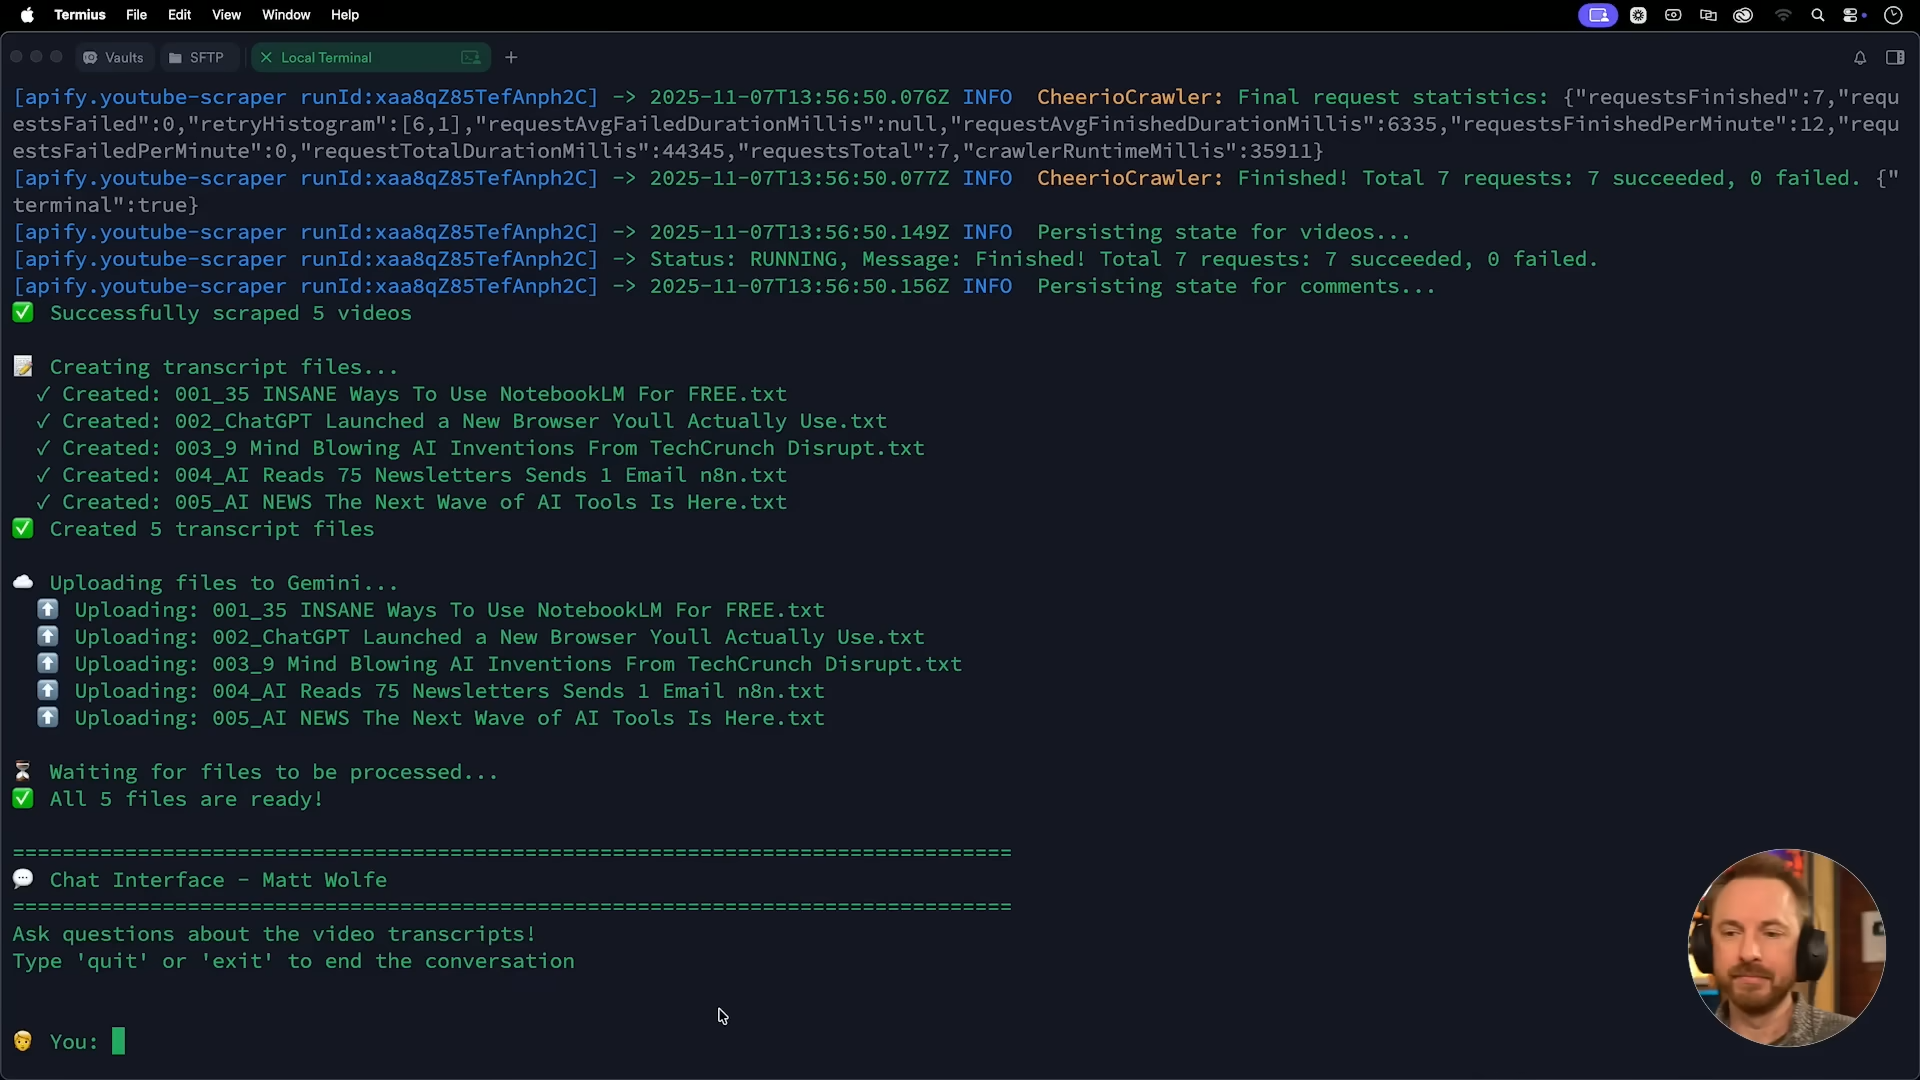 Termius File Edit View Window Help
Vaults SFTP Local Terminal
[apify.youtube-scraper runId:xaa8qZ85TefAnph2C] -> 2025-11-07T13:56:50.076Z INFO  CheerioCrawler: Final request statistics: {"requestsFinished":7,"requ
estsFailed":0,"retryHistogram":[6,1],"requestAvgFailedDurationMillis":null,"requestAvgFinishedDurationMillis":6335,"requestsFinishedPerMinute":12,"requ
estsFailedPerMinute":0,"requestTotalDurationMillis":44345,"requestsTotal":7,"crawlerRuntimeMillis":35911}
[apify.youtube-scraper runId:xaa8qZ85TefAnph2C] -> 2025-11-07T13:56:50.077Z INFO  CheerioCrawler: Finished! Total 7 requests: 7 succeeded, 0 failed. {"
terminal":true}
[apify.youtube-scraper runId:xaa8qZ85TefAnph2C] -> 2025-11-07T13:56:50.149Z INFO  Persisting state for videos...
[apify.youtube-scraper runId:xaa8qZ85TefAnph2C] -> Status: RUNNING, Message: Finished! Total 7 requests: 7 succeeded, 0 failed.
[apify.youtube-scraper runId:xaa8qZ85TefAnph2C] -> 2025-11-07T13:56:50.156Z INFO  Persisting state for comments...
✅ Successfully scraped 5 videos
📝 Creating transcript files...
✓ Created: 001_35 INSANE Ways To Use NotebookLM For FREE.txt
✓ Created: 002_ChatGPT Launched a New Browser Youll Actually Use.txt
✓ Created: 003_9 Mind Blowing AI Inventions From TechCrunch Disrupt.txt
✓ Created: 004_AI Reads 75 Newsletters Sends 1 Email n8n.txt
✓ Created: 005_AI NEWS The Next Wave of AI Tools Is Here.txt
✅ Created 5 transcript files
☁️ Uploading files to Gemini...
⬆️ Uploading: 001_35 INSANE Ways To Use NotebookLM For FREE.txt
⬆️ Uploading: 002_ChatGPT Launched a New Browser Youll Actually Use.txt
⬆️ Uploading: 003_9 Mind Blowing AI Inventions From TechCrunch Disrupt.txt
⬆️ Uploading: 004_AI Reads 75 Newsletters Sends 1 Email n8n.txt
⬆️ Uploading: 005_AI NEWS The Next Wave of AI Tools Is Here.txt
⏳ Waiting for files to be processed...
✅ All 5 files are ready!
================================================================================
💬 Chat Interface - Matt Wolfe
================================================================================
Ask questions about the video transcripts!
Type 'quit' or 'exit' to end the conversation
🧑 You: